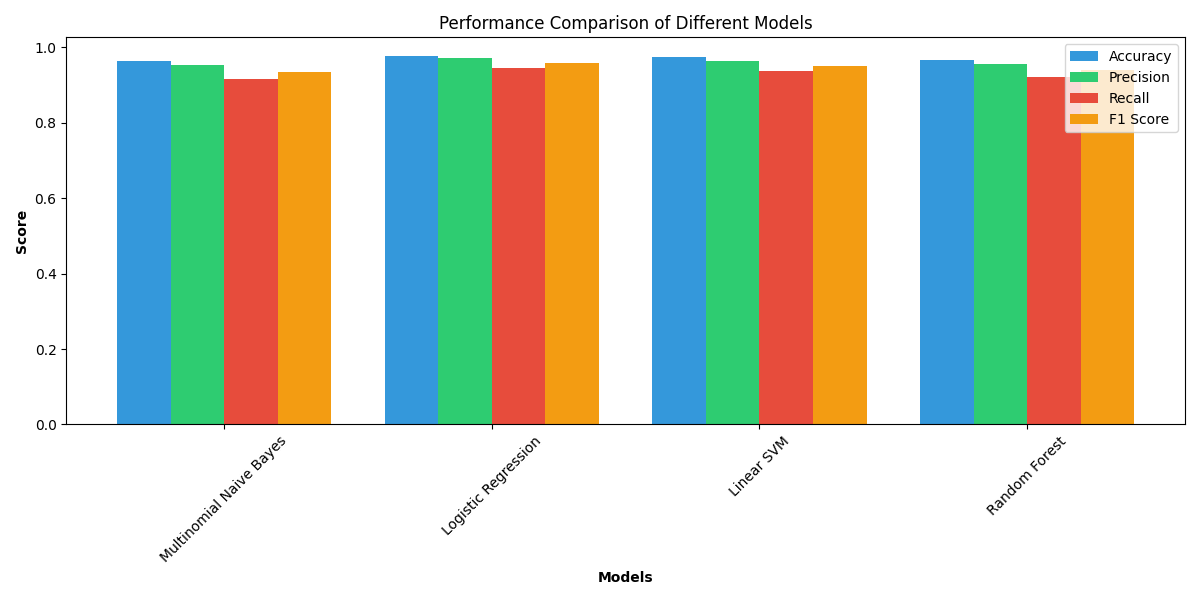 Performance Comparison of Different Models
1.0
0.8
0.6
0.4
0.2
0.0
Score
Accuracy
Precision
Recall
F1 Score
Multinomial Naive Bayes
Logistic Regression
Linear SVM
Random Forest
Models